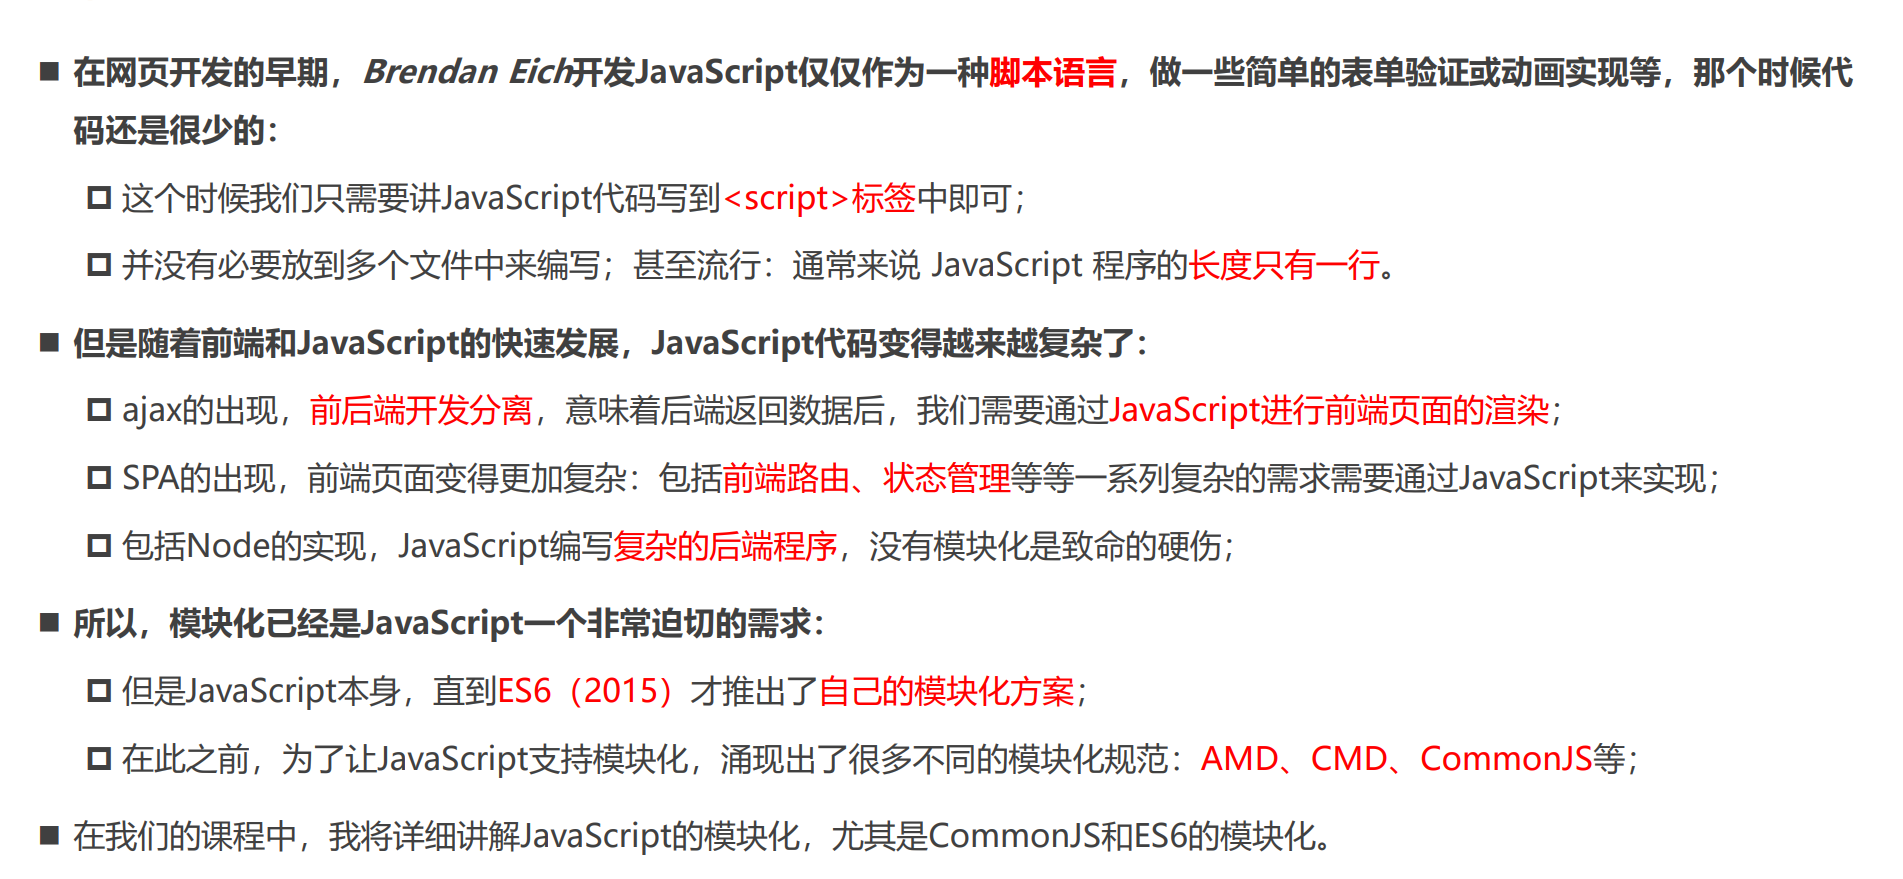 在网页开发的早期，Brendan Eich开发JavaScript仅仅作为一种脚本语言，做一些简单的表单验证或动画实现等，那个时候代
码还是很少的：
这个时候我们只需要讲JavaScript代码写到<script>标签中即可；
并没有必要放到多个文件中来编写；甚至流行：通常来说 JavaScript 程序的长度只有一行。
但是随着前端和JavaScript的快速发展，JavaScript代码变得越来越复杂了：
ajax的出现，前后端开发分离，意味着后端返回数据后，我们需要通过JavaScript进行前端页面的渲染；
SPA的出现，前端页面变得更加复杂：包括前端路由、状态管理等等一系列复杂的需求需要通过JavaScript来实现；
包括Node的实现，JavaScript编写复杂的后端程序，没有模块化是致命的硬伤；
所以，模块化已经是JavaScript一个非常迫切的需求：
但是JavaScript本身，直到ES6（2015）才推出了自己的模块化方案；
在此之前，为了让JavaScript支持模块化，涌现出了很多不同的模块化规范：AMD、CMD、CommonJS等；
在我们的课程中，我将详细讲解JavaScript的模块化，尤其是CommonJS和ES6的模块化。